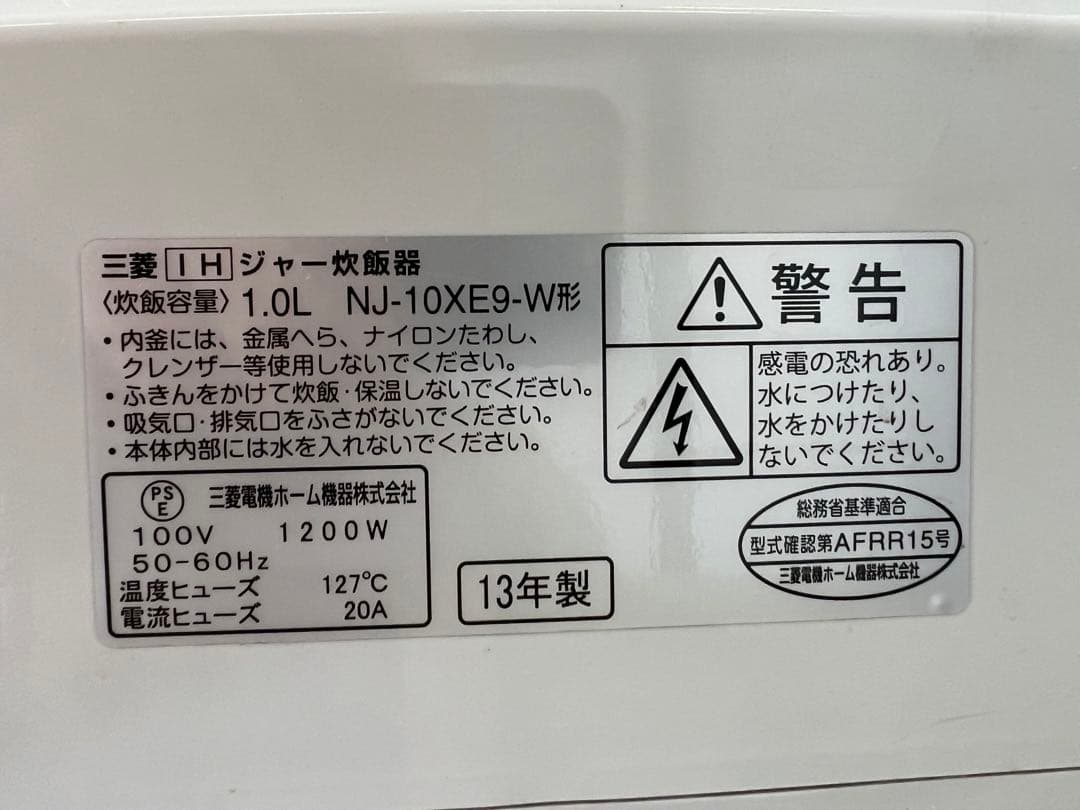 三菱 IH ジャー炊飯器
〈炊飯容量〉1.0L NJ-10XE9-W形
・内釜には、金属へら、ナイロンたわし、
クレンザー等使用しないでください。
・ふきんをかけて炊飯・保温しないでください。
・吸気口・排気口をふさがないでください。
・本体内部には水を入れないでください。
PSE 三菱電機ホーム機器株式会社
100V 1200W
50-60Hz
温度ヒューズ 127℃
電流ヒューズ 20A
13年製
警告
感電の恐れあり。
水につけたり、
水をかけたりし
ないでください。
総務省基準適合
型式確認第AFRR15号
三菱電機ホーム機器株式会社